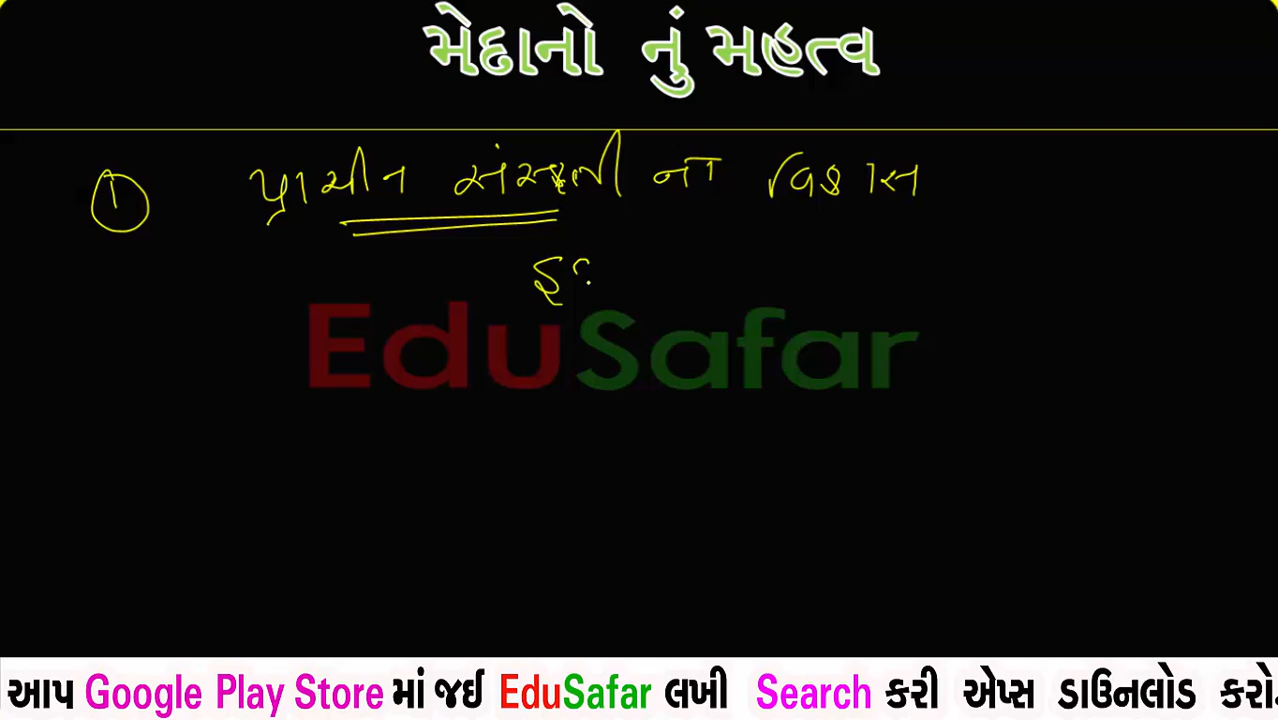 મેદાનો નું મહત્વ
① પ્રાચીન સંસ્કૃતી ના વિકાસ
EduSafar
આપ Google Play Store માં જઈ EduSafar લખી Search કરી એપ્સ ડાઉનલોડ કરો.